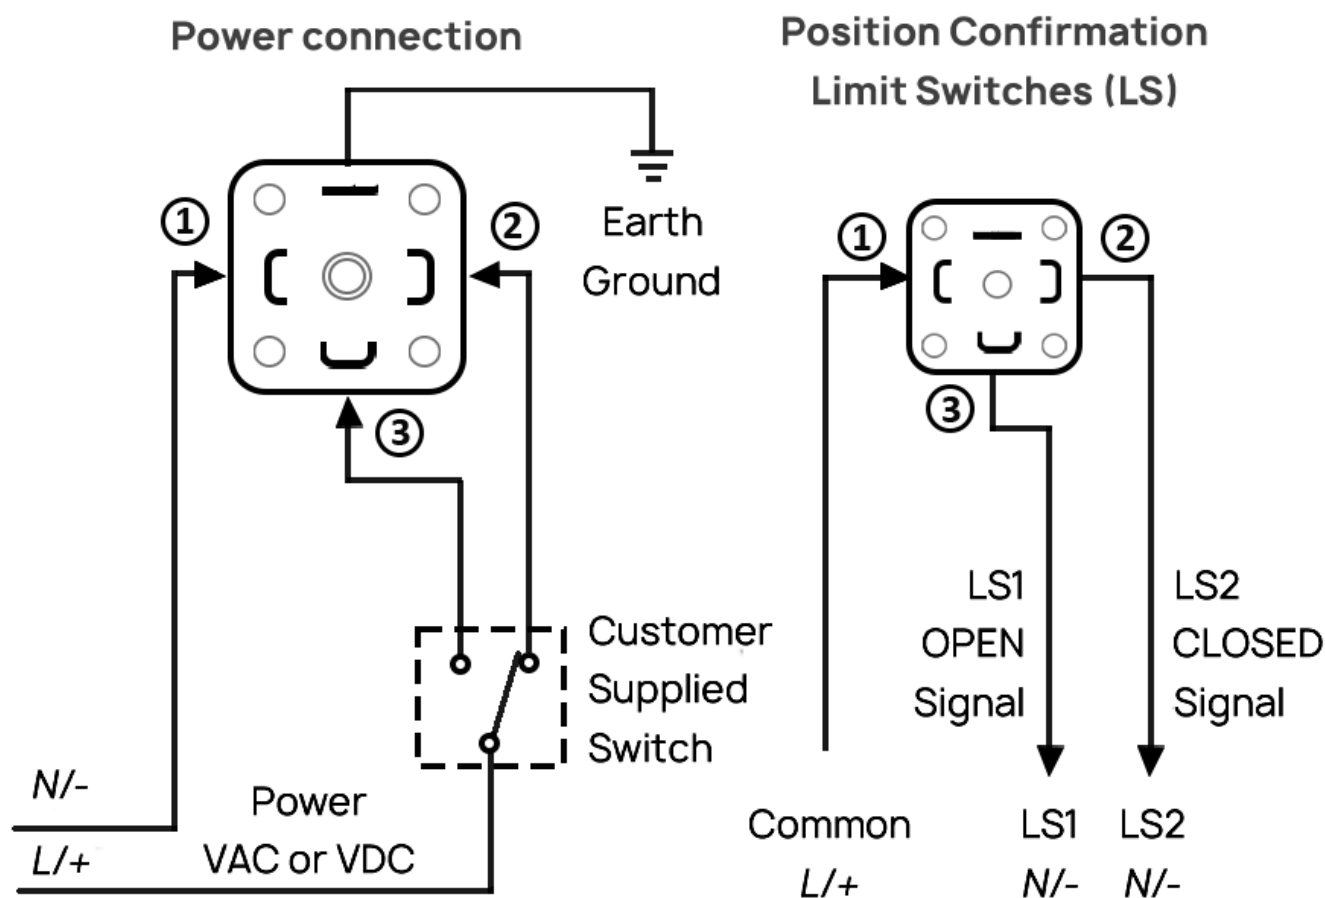 Power connection
1
2
Earth
Ground
3
Customer
Supplied
Switch
N/-
Power
L/+
VAC or VDC
Position Confirmation
Limit Switches (LS)
1
2
3
LS1
OPEN
Signal
LS2
CLOSED
Signal
Common
L/+
LS1
N/-
LS2
N/-